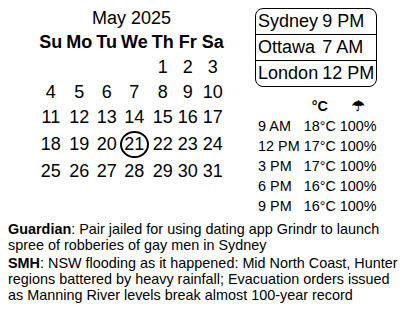 May 2025
Su Mo Tu We Th Fr Sa
1 2 3
4 5 6 7 8 9 10
11 12 13 14 15 16 17
18 19 20 21 22 23 24
25 26 27 28 29 30 31
Sydney 9 PM
Ottawa 7 AM
London 12 PM
°C ☂
9 AM 18°C 100%
12 PM 17°C 100%
3 PM 17°C 100%
6 PM 16°C 100%
9 PM 16°C 100%
Guardian: Pair jailed for using dating app Grindr to launch
spree of robberies of gay men in Sydney
SMH: NSW flooding as it happened: Mid North Coast, Hunter
regions battered by heavy rainfall; Evacuation orders issued
as Manning River levels break almost 100-year record